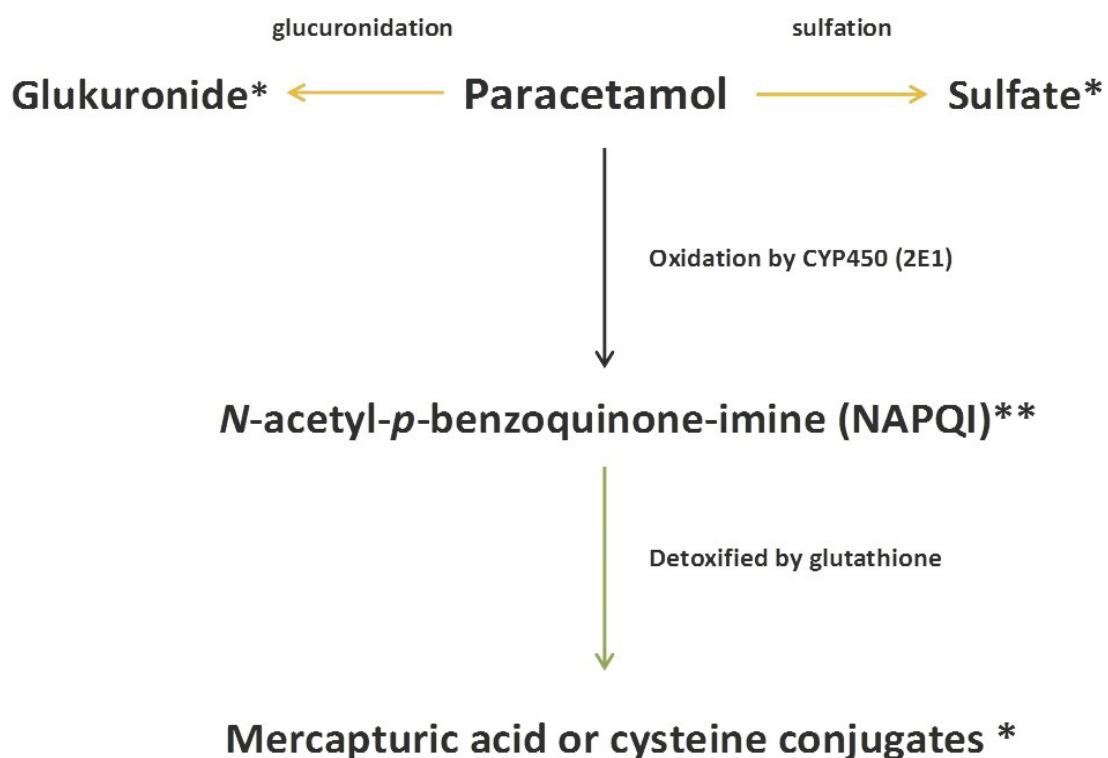 glucuronidation sulfation
Glukuronide* Paracetamol Sulfate*
Oxidation by CYP450 (2E1)
N-acetyl-p-benzoquinone-imine (NAPQI)**
Detoxified by glutathione
Mercapturic acid or cysteine conjugates *